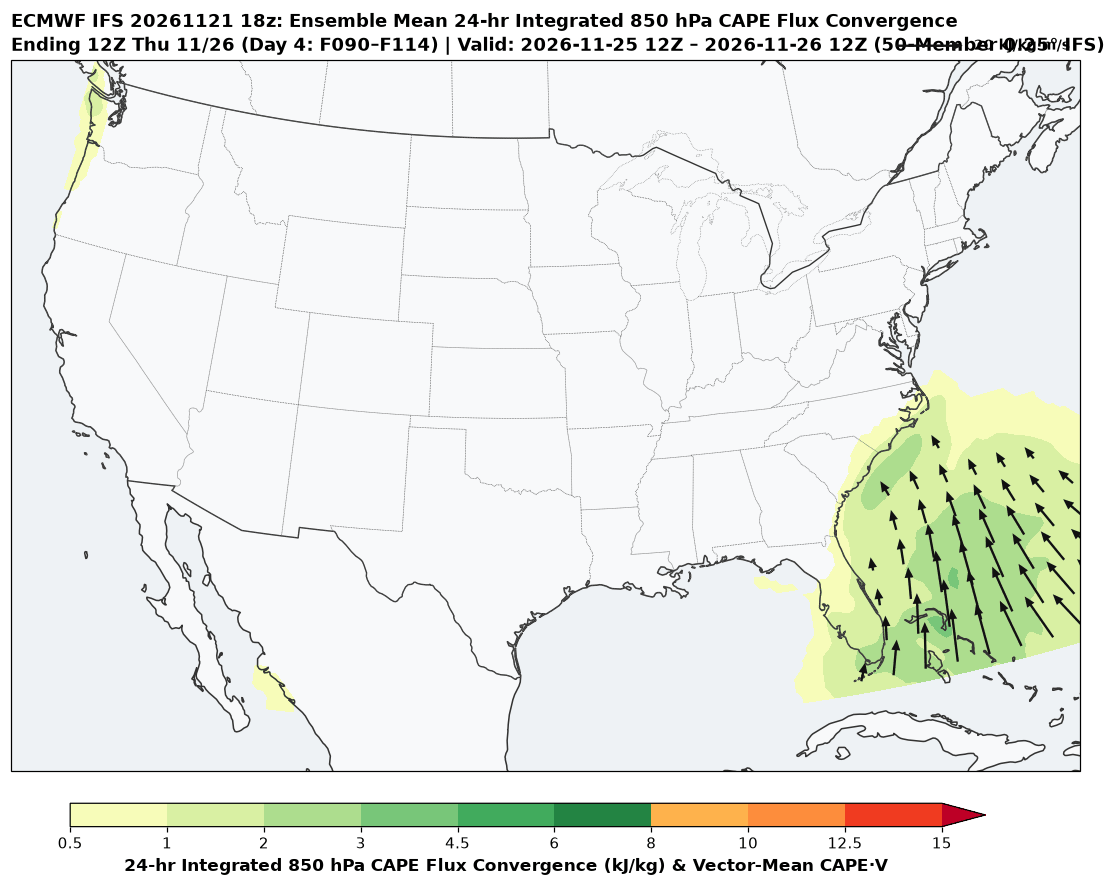 ECMWF IFS 20261121 18z: Ensemble Mean 24-hr Integrated 850 hPa CAPE Flux Convergence
Ending 12Z Thu 11/26 (Day 4: F090–F114) | Valid: 2026-11-25 12Z – 2026-11-26 12Z (50-Member 0.25° IFS)
0.5 1 2 3 4.5 6 8 10 12.5 15
24-hr Integrated 850 hPa CAPE Flux Convergence (kJ/kg) & Vector-Mean CAPE·V